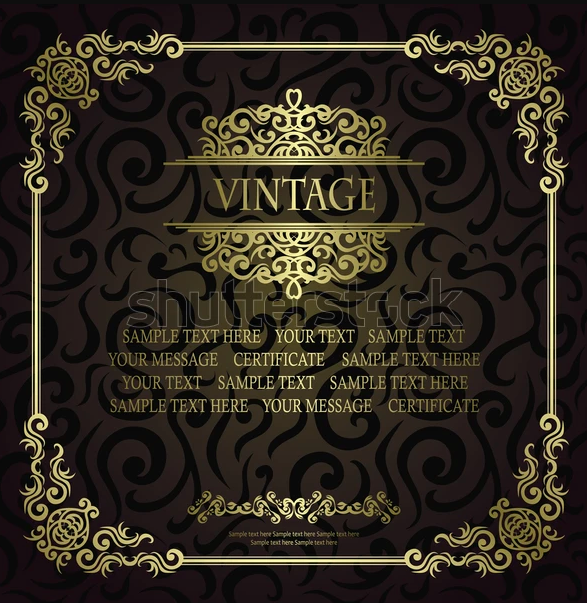 VINTAGE
shutterstock
SAMPLE TEXT HERE YOUR TEXT SAMPLE TEXT
YOUR MESSAGE CERTIFICATE SAMPLE TEXT HERE
YOUR TEXT SAMPLE TEXT SAMPLE TEXT HERE
SAMPLE TEXT HERE YOUR MESSAGE CERTIFICATE
Sample text here Sample text here Sample text here
Sample text here Sample text here